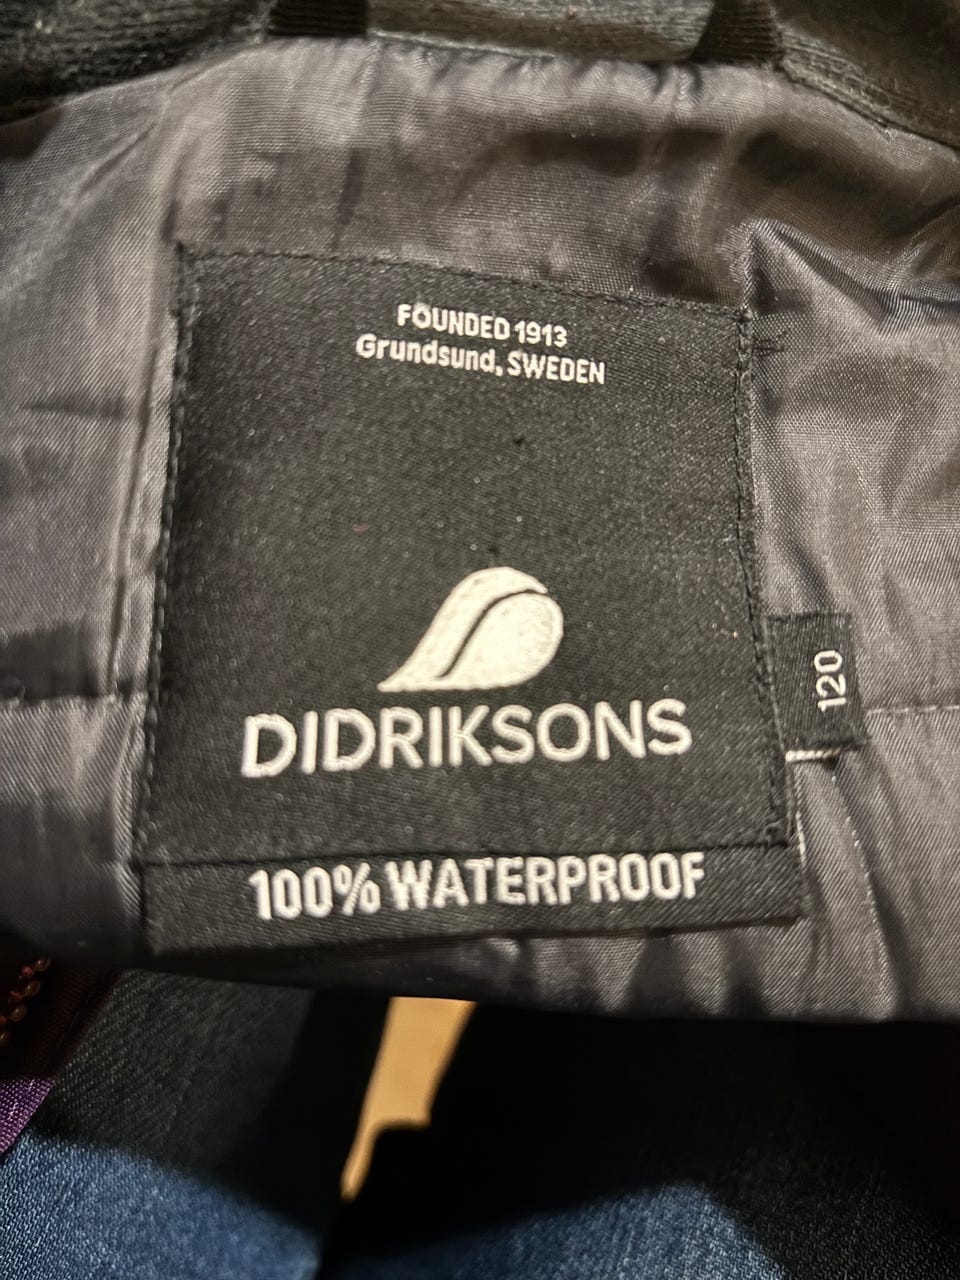 FOUNDED 1913
Grundsund, SWEDEN
DIDRIKSONS
120
100% WATERPROOF